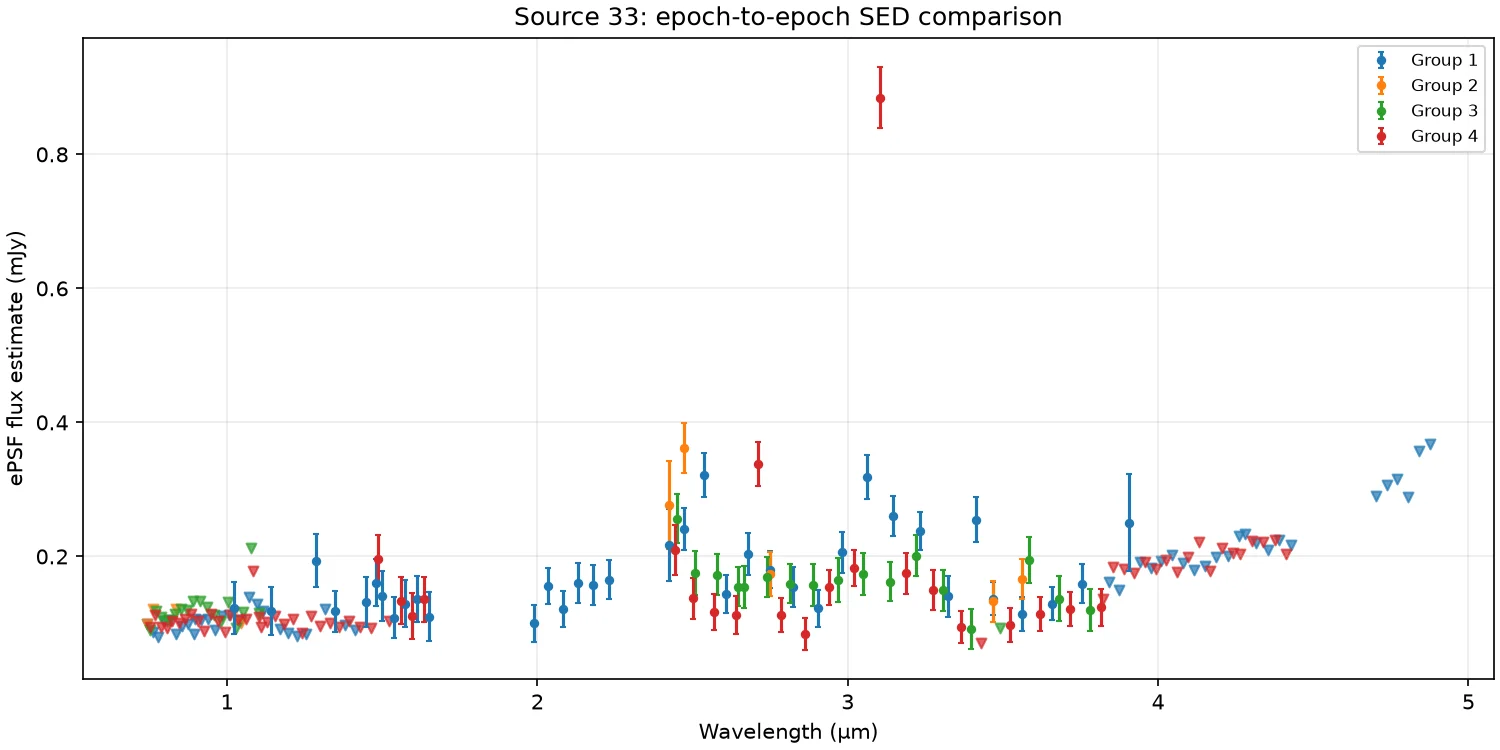 Source 33: epoch-to-epoch SED comparison
Group 1
Group 2
Group 3
Group 4
ePSF flux estimate (mJy)
0.8
0.6
0.4
0.2
1 2 3 4 5
Wavelength (μm)